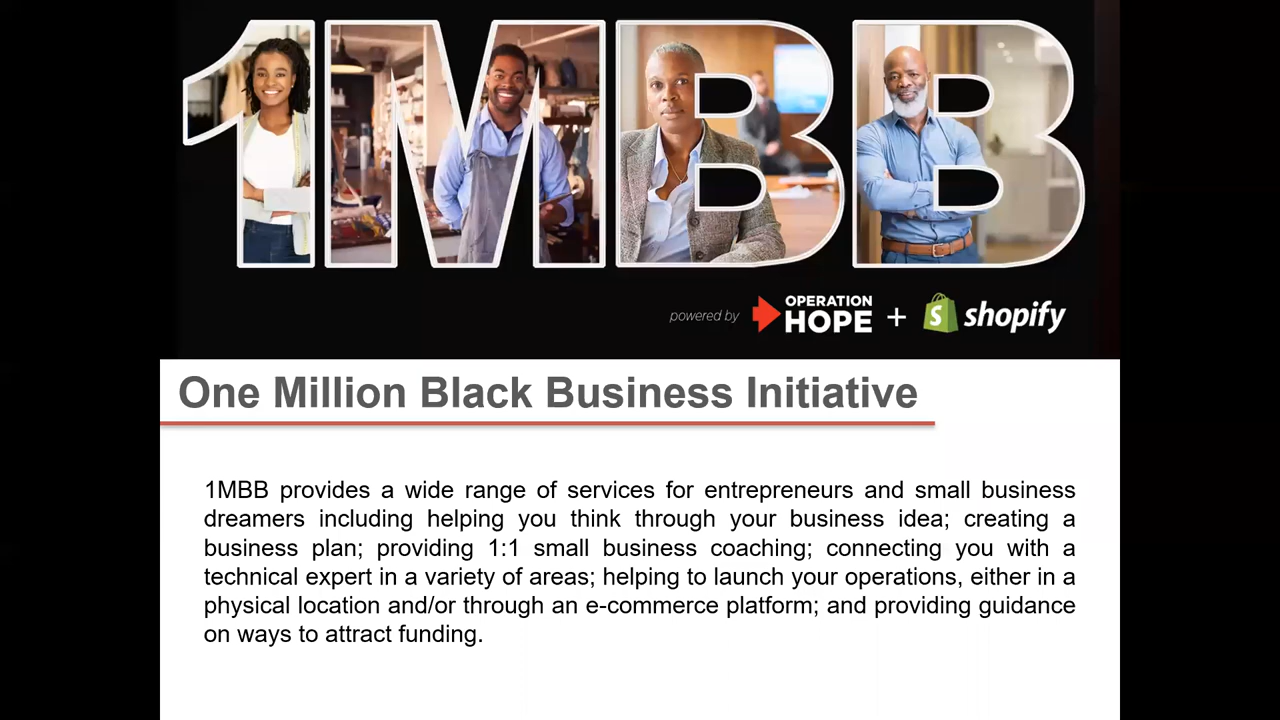 1MBB
powered by OPERATION HOPE + shopify
One Million Black Business Initiative
1MBB provides a wide range of services for entrepreneurs and small business
dreamers including helping you think through your business idea; creating a
business plan; providing 1:1 small business coaching; connecting you with a
technical expert in a variety of areas; helping to launch your operations, either in a
physical location and/or through an e-commerce platform; and providing guidance
on ways to attract funding.